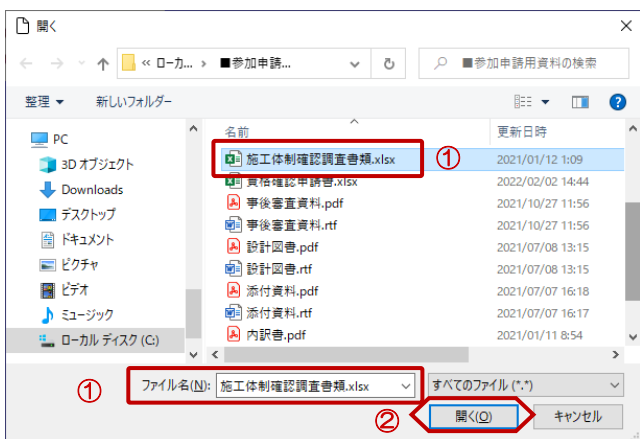 開く
« ローカ... › ■参加申請... ■参加申請用資料の検索
整理 新しいフォルダー
PC
3D オブジェクト
Downloads
デスクトップ
ドキュメント
ピクチャ
ビデオ
ミュージック
ローカル ディスク (C:)
名前 更新日時
施工体制確認調査書類.xlsx ① 2021/01/12 1:09
資格確認申請書.xlsx 2022/02/02 14:44
事後審査資料.pdf 2021/10/27 11:56
事後審査資料.rtf 2021/10/27 11:56
設計図書.pdf 2021/07/08 13:15
設計図書.rtf 2021/07/08 13:15
添付資料.pdf 2021/07/07 16:18
添付資料.rtf 2021/07/07 16:17
内訳書.pdf 2021/01/11 8:54
① ファイル名(N): 施工体制確認調査書類.xlsx すべてのファイル (*.*)
② 開く(O) キャンセル